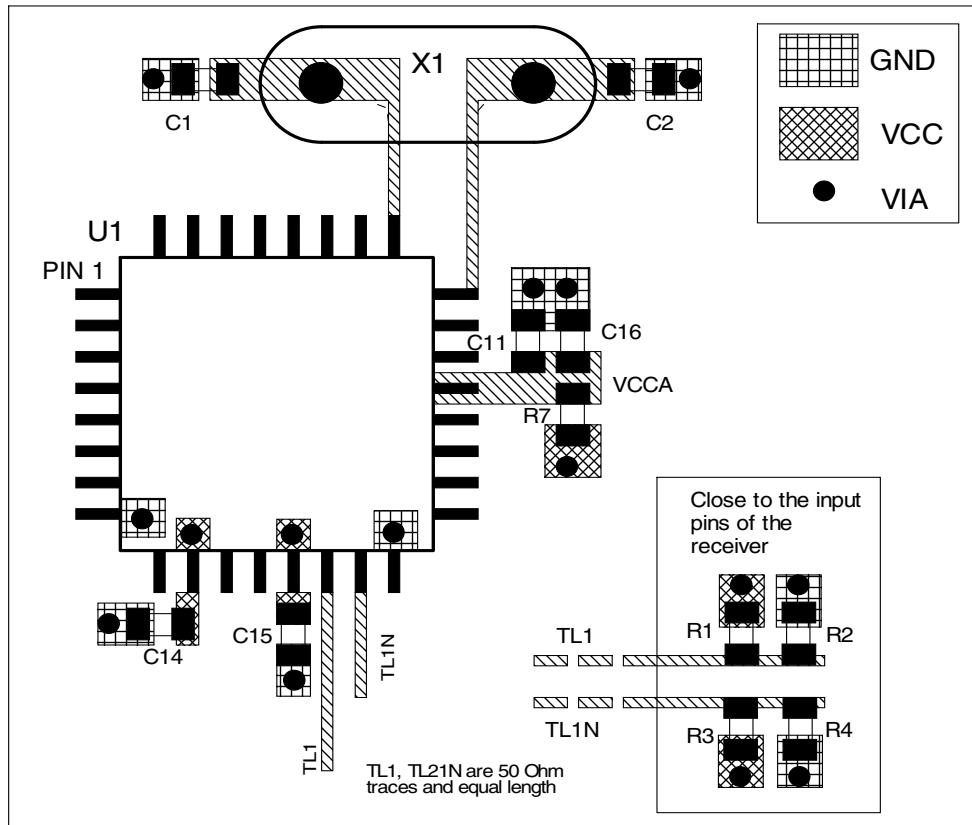 X1
C1
C2
GND
VCC
VIA
U1
PIN 1
C11
C16
VCCA
R7
C14
C15
TL1
TL1N
TL1, TL21N are 50 Ohm
traces and equal length
Close to the input
pins of the
receiver
R1
R2
TL1
TL1N
R3
R4